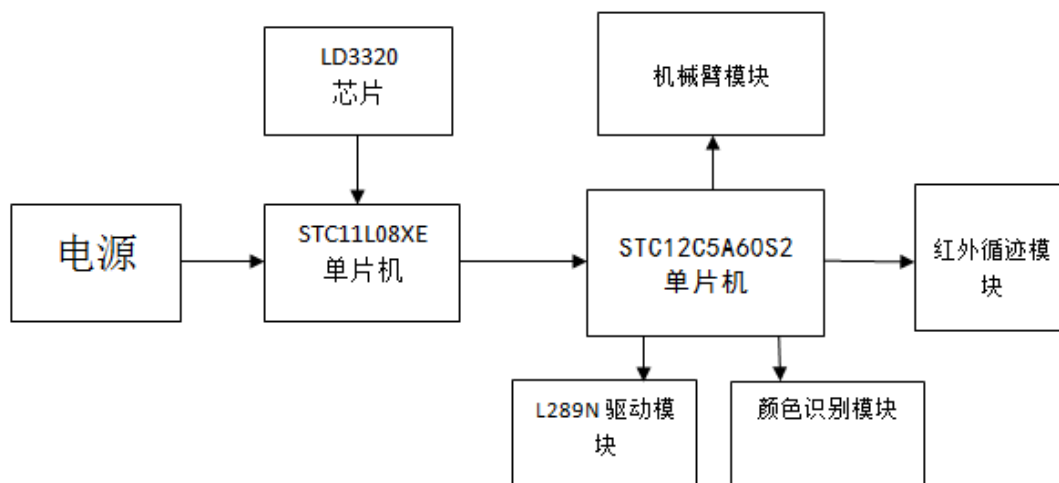 LD3320
芯片
机械臂模块
电源
STC11L08XE
单片机
STC12C5A60S2
单片机
红外循迹模
块
L289N 驱动模
块
颜色识别模块